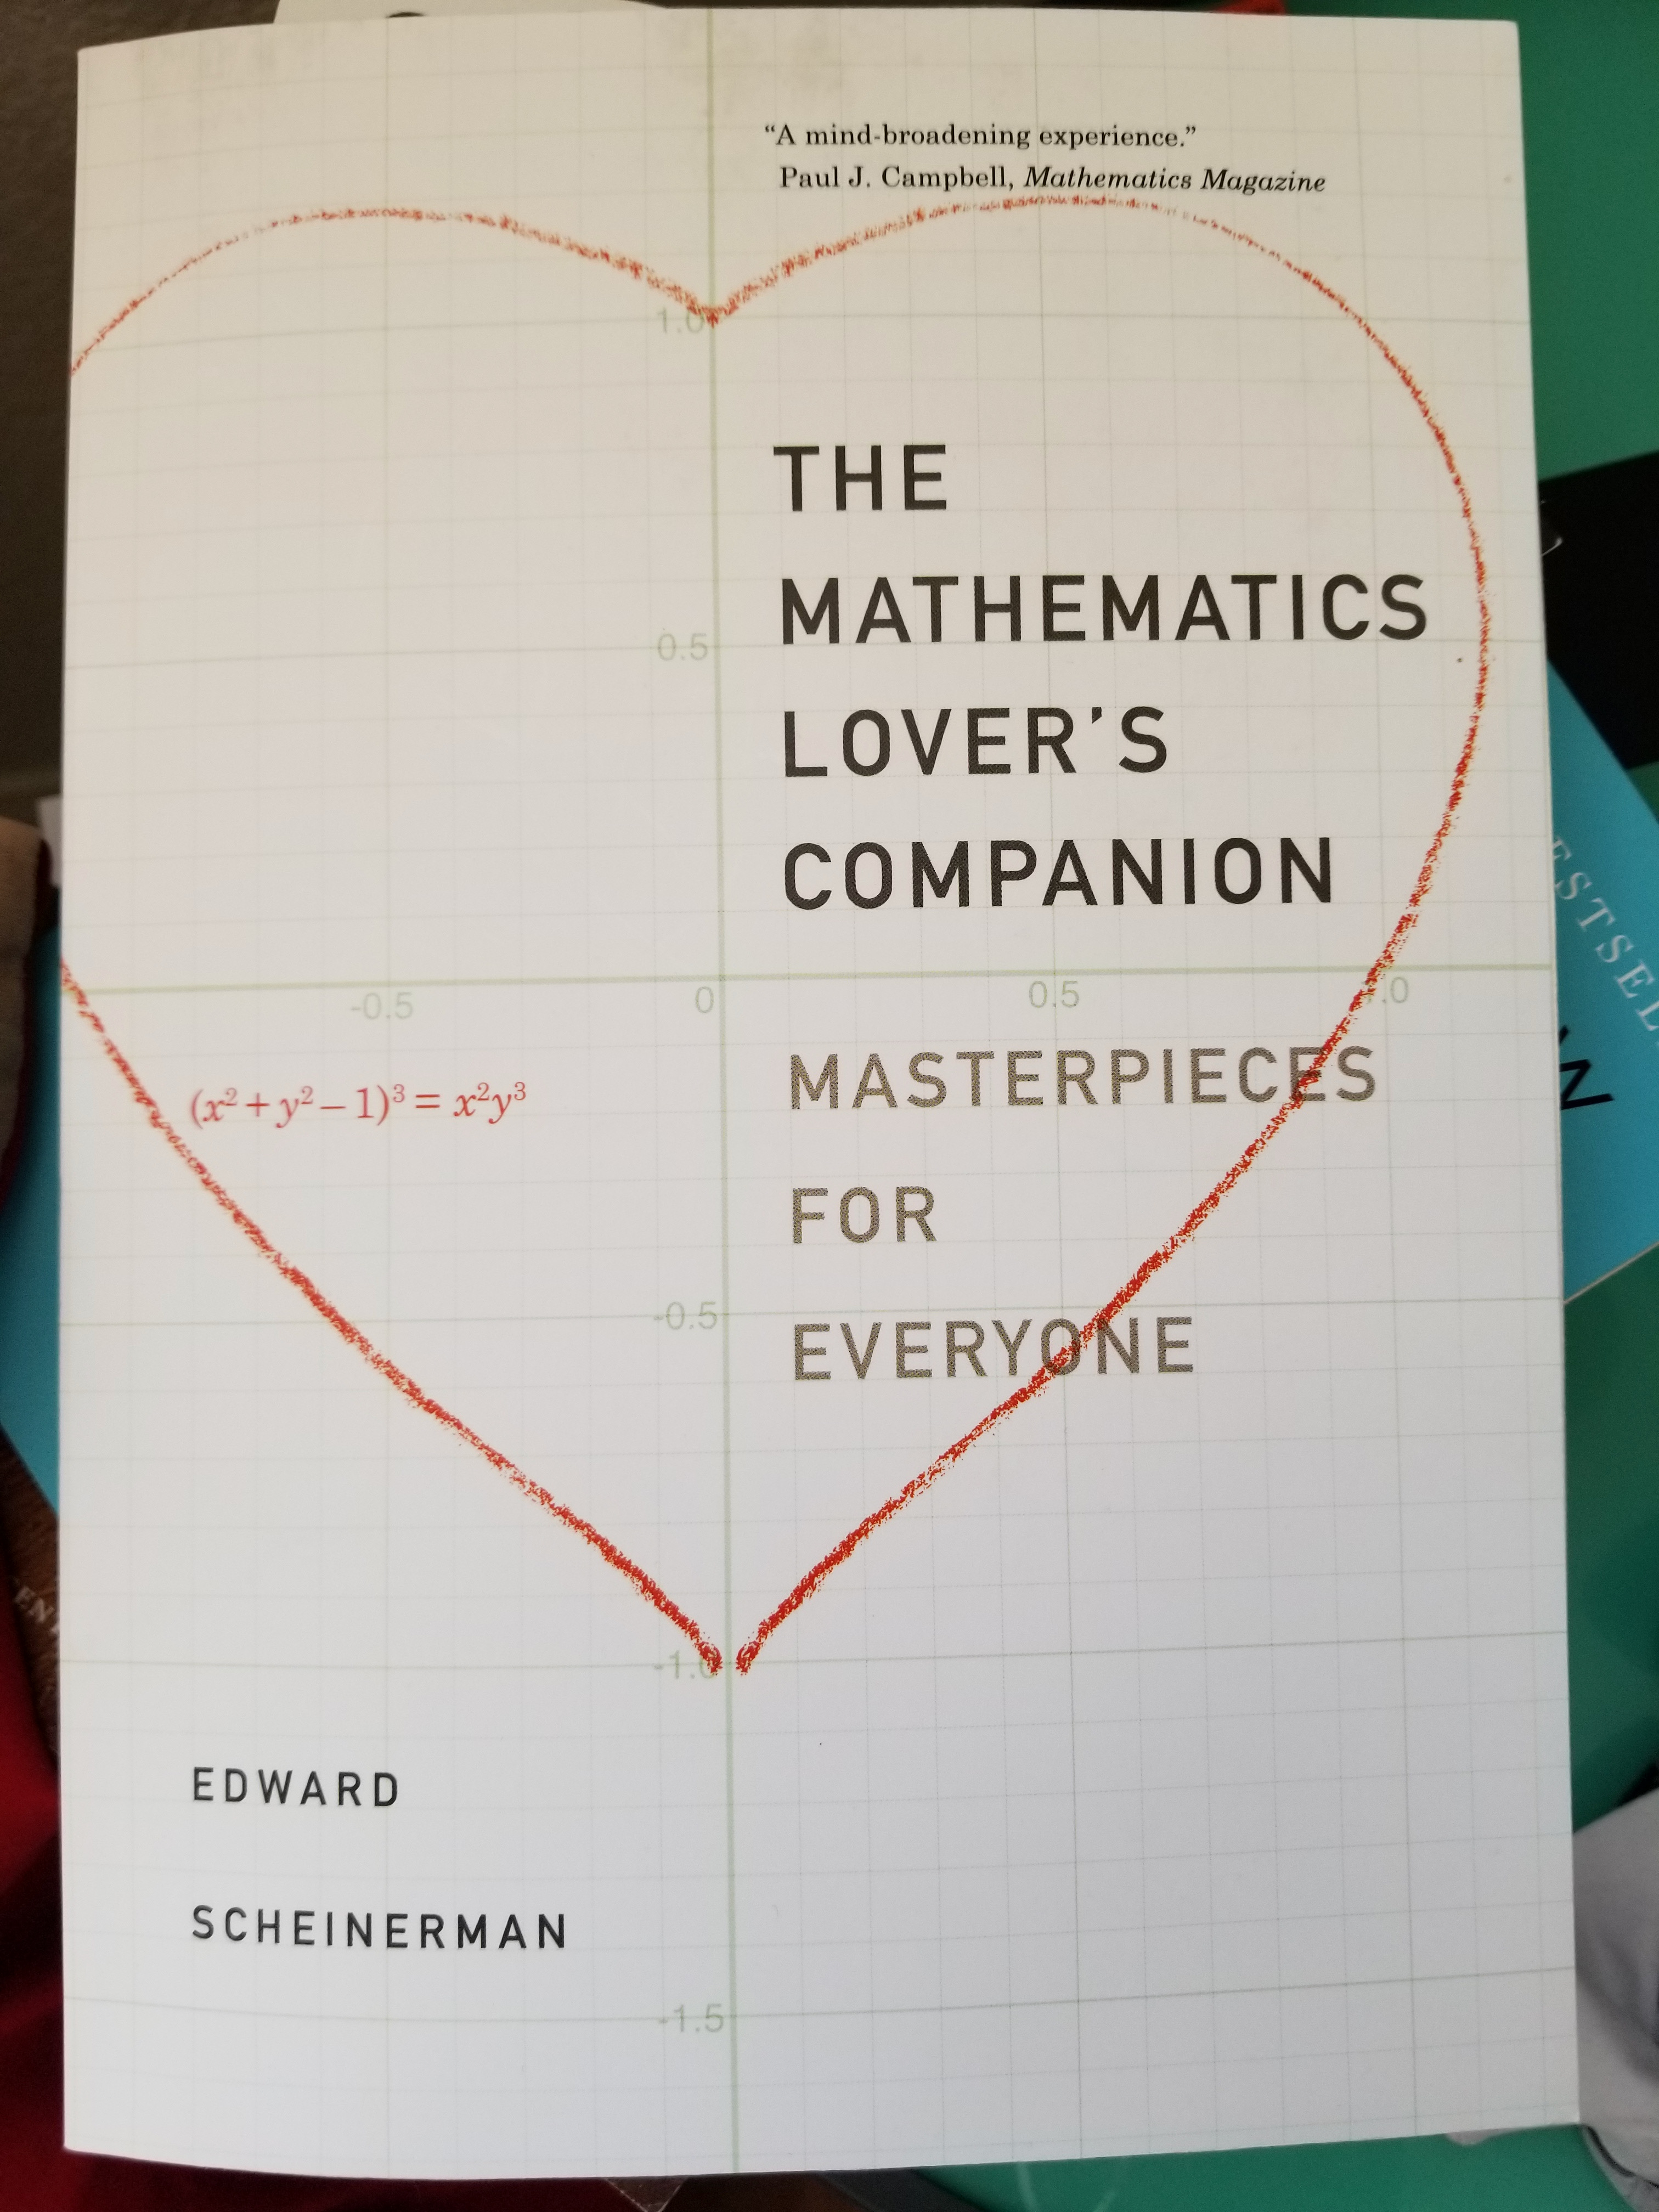 “A mind-broadening experience.”
Paul J. Campbell, Mathematics Magazine
1.0
THE
MATHEMATICS
0.5
LOVER’S
COMPANION
-0.5 0 0.5 1.0
(x²+y²–1)³= x²y³
MASTERPIECES
FOR
-0.5
EVERYONE
-1.0
EDWARD
SCHEINERMAN
-1.5